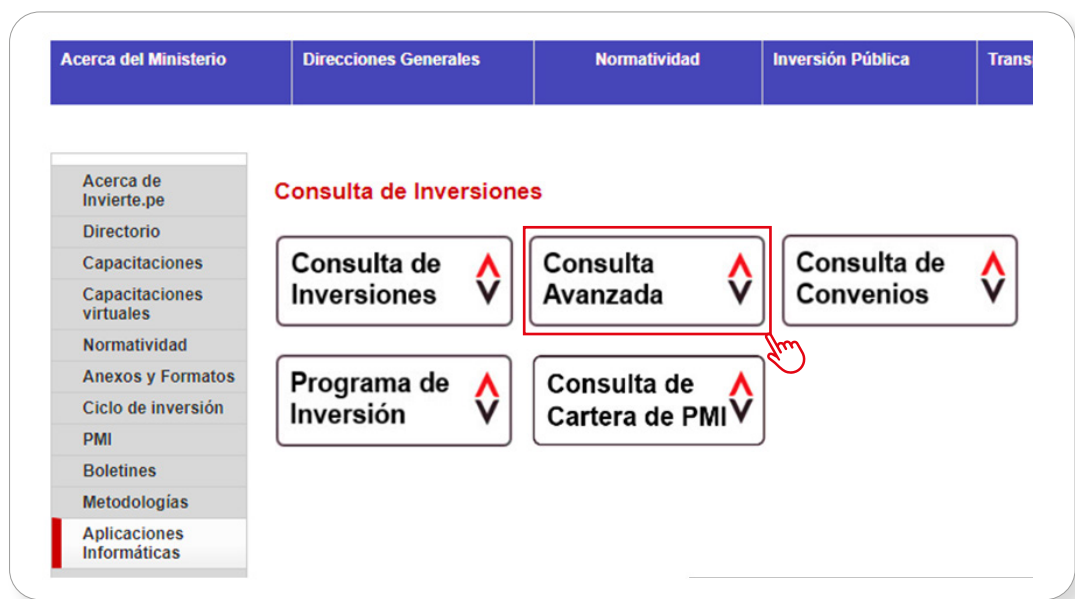 Acerca del Ministerio
Direcciones Generales
Normatividad
Inversión Pública
Acerca de
Invierte.pe
Directorio
Capacitaciones
Capacitaciones
virtuales
Normatividad
Anexos y Formatos
Ciclo de inversión
PMI
Boletines
Metodologías
Aplicaciones
Informáticas
Consulta de Inversiones
Consulta de
Inversiones
Consulta
Avanzada
Consulta de
Convenios
Programa de
Inversión
Consulta de
Cartera de PMI